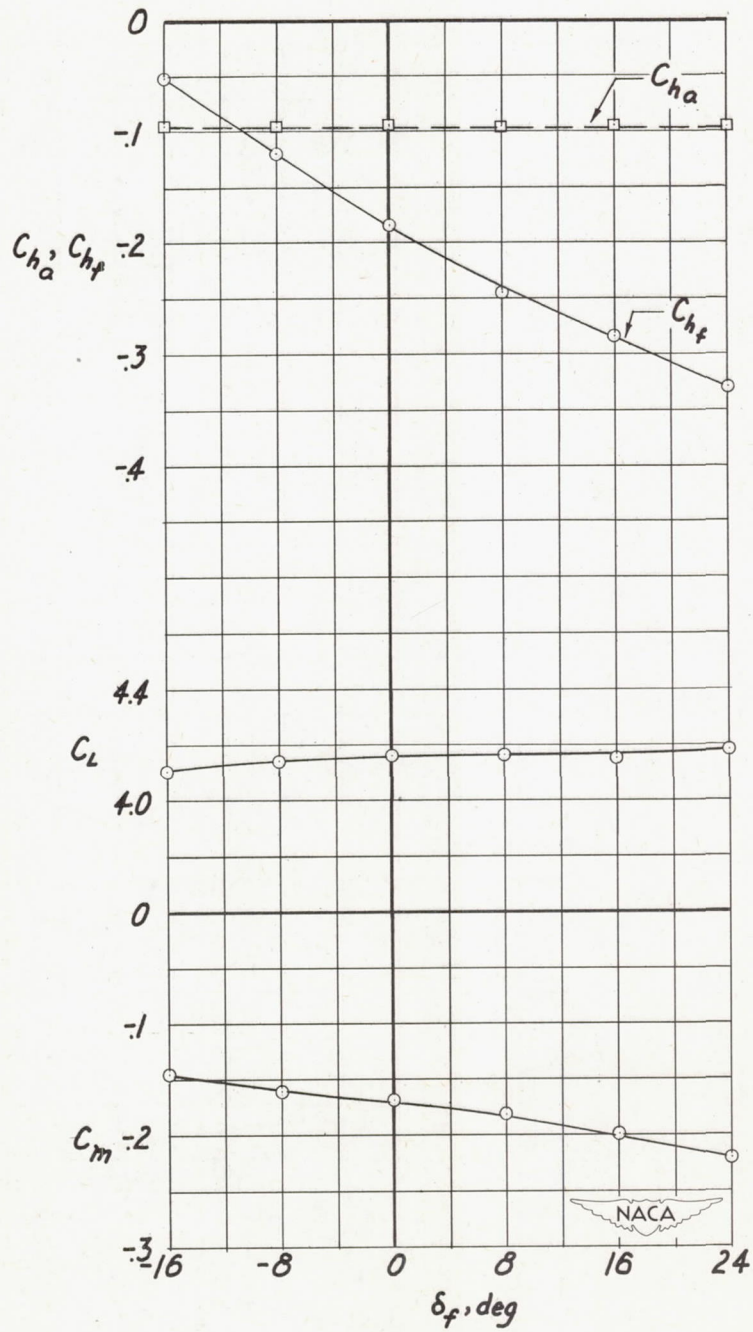 0
C_ha
-.1
C_ha, C_hf
-.2
C_hf
-.3
-.4
4.4
C_L
4.0
0
-.1
C_m
-.2
NACA
-.3
-16 -8 0 8 16 24
δ_f, deg